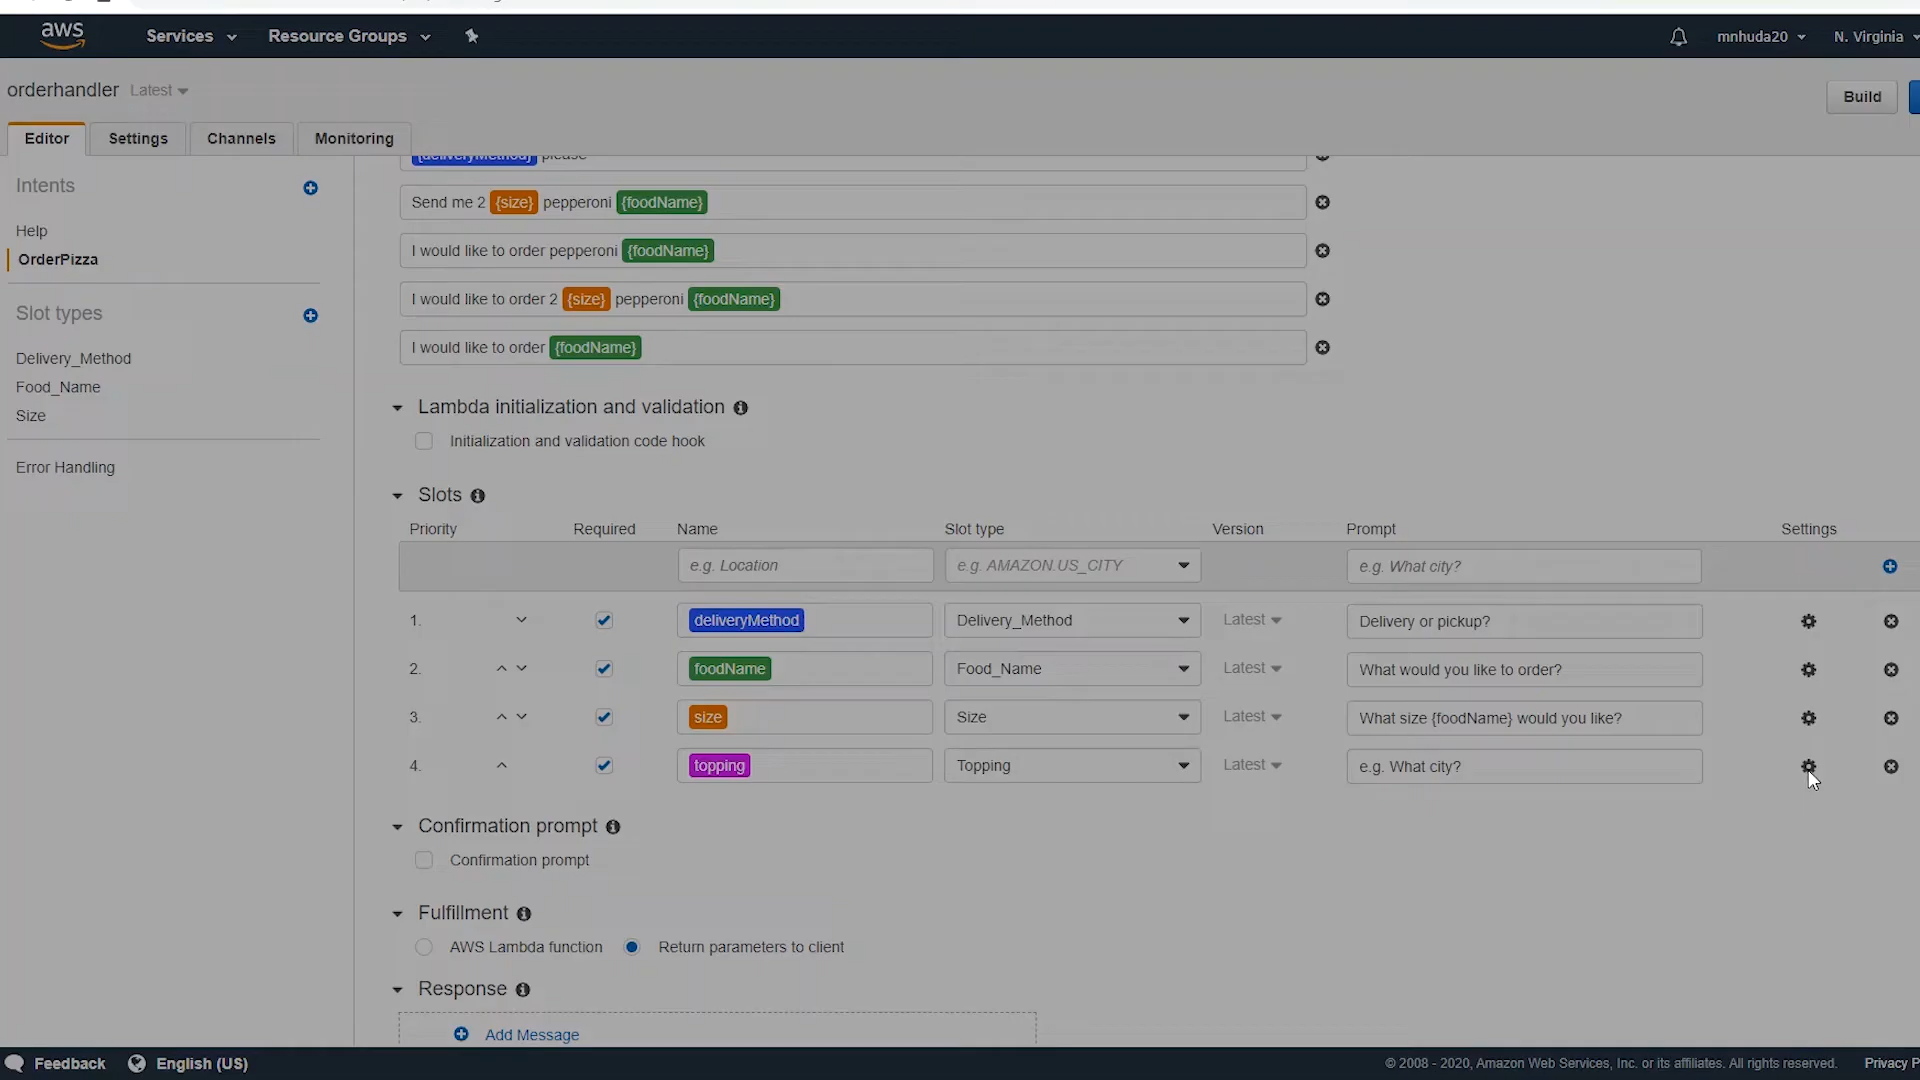 aws Services Resource Groups mnhuda20 N. Virginia
orderhandler Latest
Build
Editor Settings Channels Monitoring
Intents
Help
OrderPizza
Slot types
Delivery_Method
Food_Name
Size
Error Handling
{deliveryMethod} please
Send me 2 {size} pepperoni {foodName}
I would like to order pepperoni {foodName}
I would like to order 2 {size} pepperoni {foodName}
I would like to order {foodName}
Lambda initialization and validation
Initialization and validation code hook
Slots
Priority Required Name Slot type Version Prompt Settings
e.g. Location e.g. AMAZON.US_CITY e.g. What city?
1. deliveryMethod Delivery_Method Latest Delivery or pickup?
2. foodName Food_Name Latest What would you like to order?
3. size Size Latest What size {foodName} would you like?
4. topping Topping Latest e.g. What city?
Confirmation prompt
Confirmation prompt
Fulfillment
AWS Lambda function Return parameters to client
Response
Add Message
Feedback English (US) © 2008 - 2020, Amazon Web Services, Inc. or its affiliates. All rights reserved. Privacy P